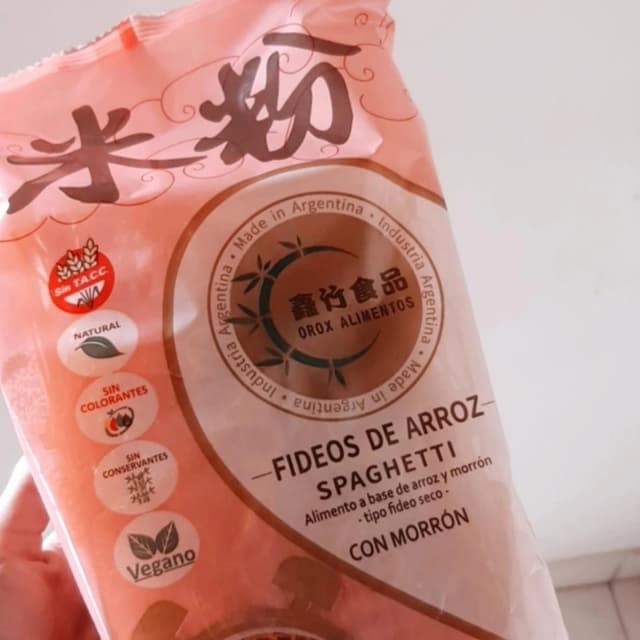 米粉
Made in Argentina • Industria Argentina • Made in Argentina • Industria Argentina •
鑫竹食品
OROX ALIMENTOS
Sin T.A.C.C.
NATURAL
SIN
COLORANTES
SIN
CONSERVANTES
Vegano
FIDEOS DE ARROZ
SPAGHETTI
Alimento a base de arroz y morrón
- tipo fideo seco -
CON MORRÓN